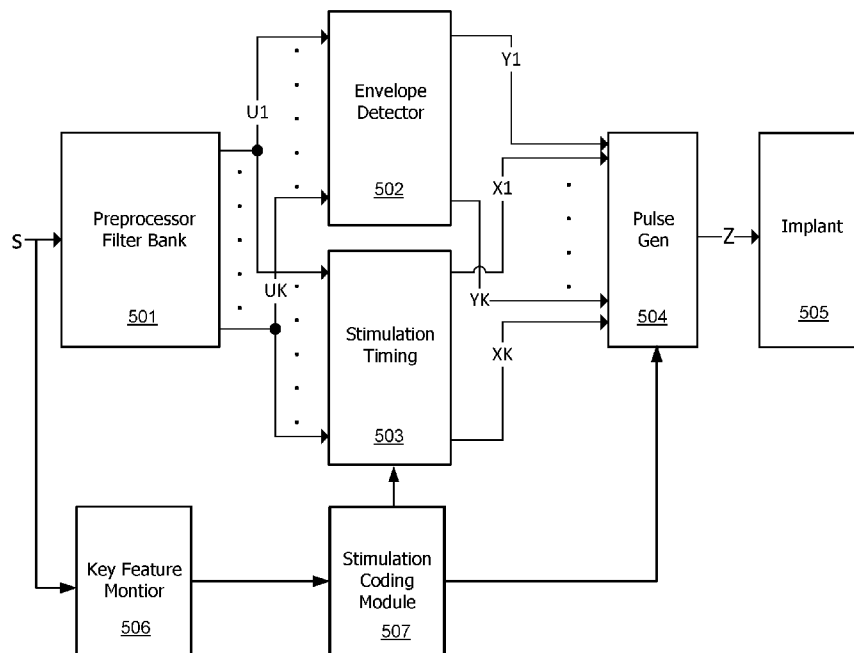 S
Preprocessor
Filter Bank
501
U1
UK
Envelope
Detector
502
Stimulation
Timing
503
Y1
X1
YK
XK
Pulse
Gen
504
Z
Implant
505
Key Feature
Montior
506
Stimulation
Coding
Module
507